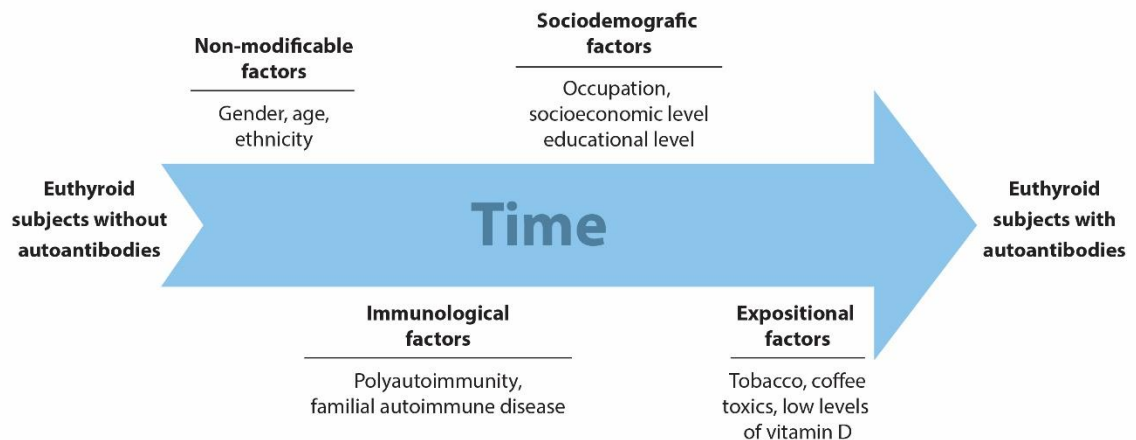 Non-modificable
factors
Gender, age,
ethnicity
Sociodemografic
factors
Occupation,
socioeconomic level
educational level
Euthyroid
subjects without
autoantibodies
Time
Euthyroid
subjects with
autoantibodies
Immunological
factors
Polyautoimmunity,
familial autoimmune disease
Expositional
factors
Tobacco, coffee
toxics, low levels
of vitamin D